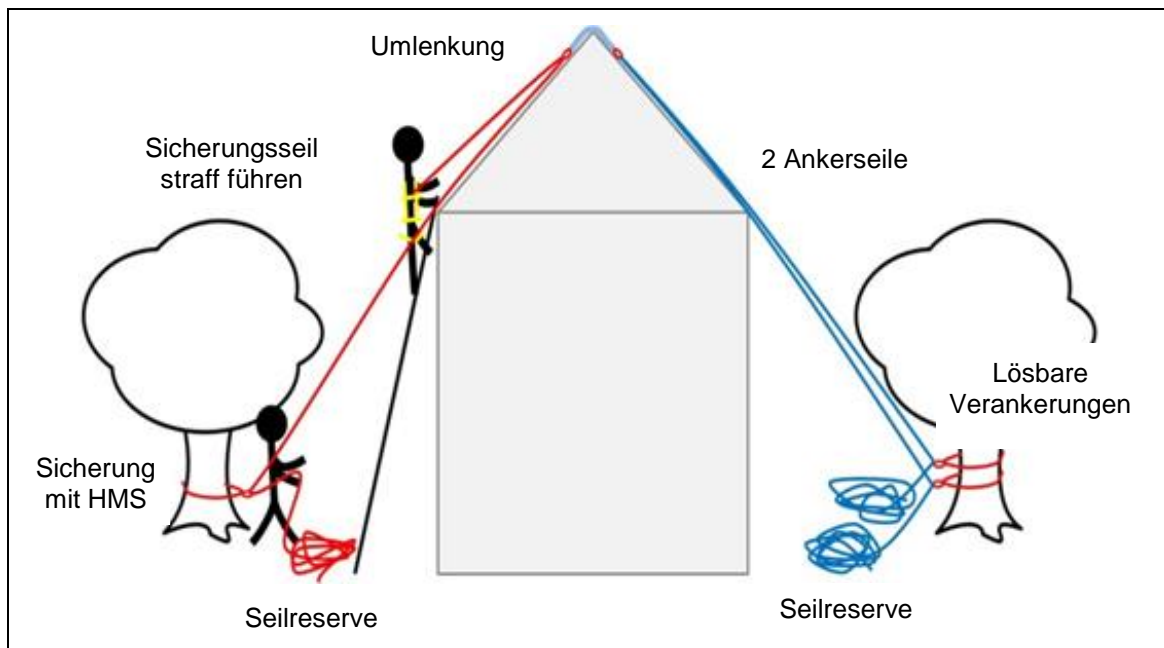 Umlenkung
Sicherungsseil
straff führen
2 Ankerseile
Lösbare
Verankerungen
Sicherung
mit HMS
Seilreserve
Seilreserve